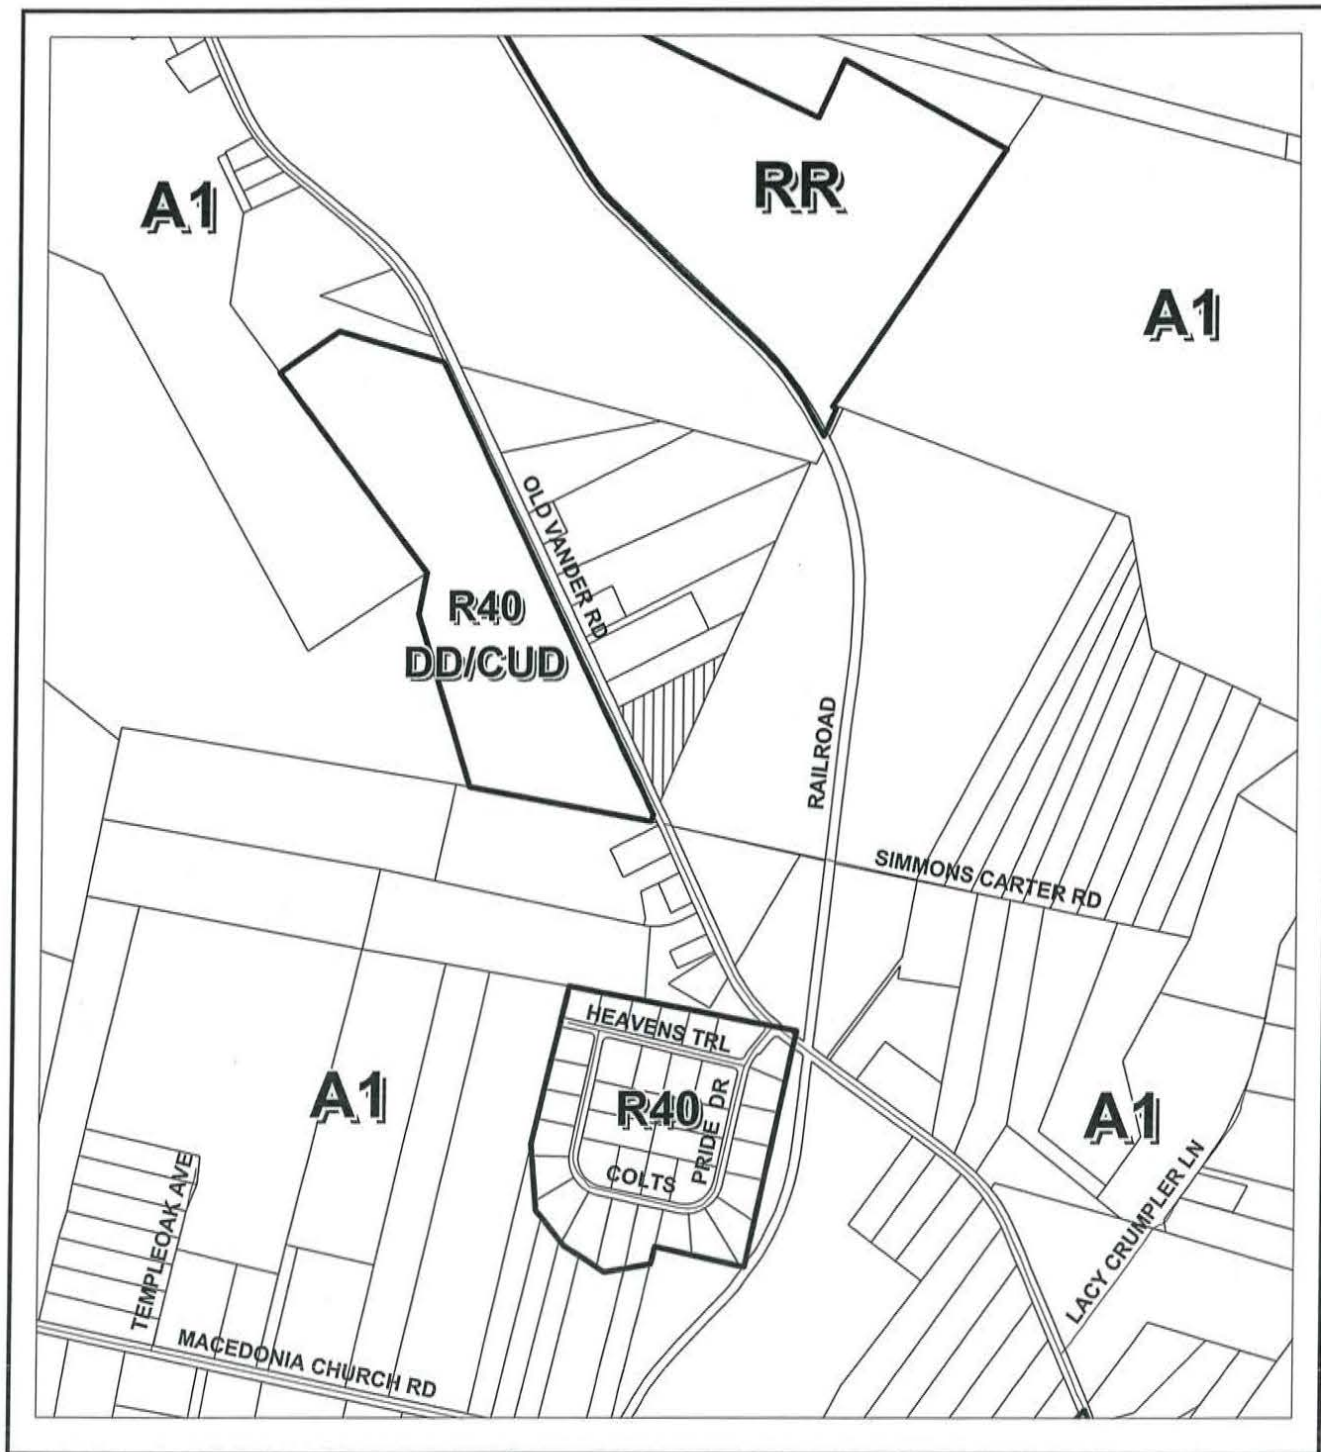 RR
A1
A1
OLD VANDER RD
R40
DD/CUD
RAILROAD
SIMMONS CARTER RD
HEAVENS TRL
R40
PRIDE DR
COLTS
A1
A1
LACY CRUMPLER LN
TEMPLEOAK AVE
MACEDONIA CHURCH RD